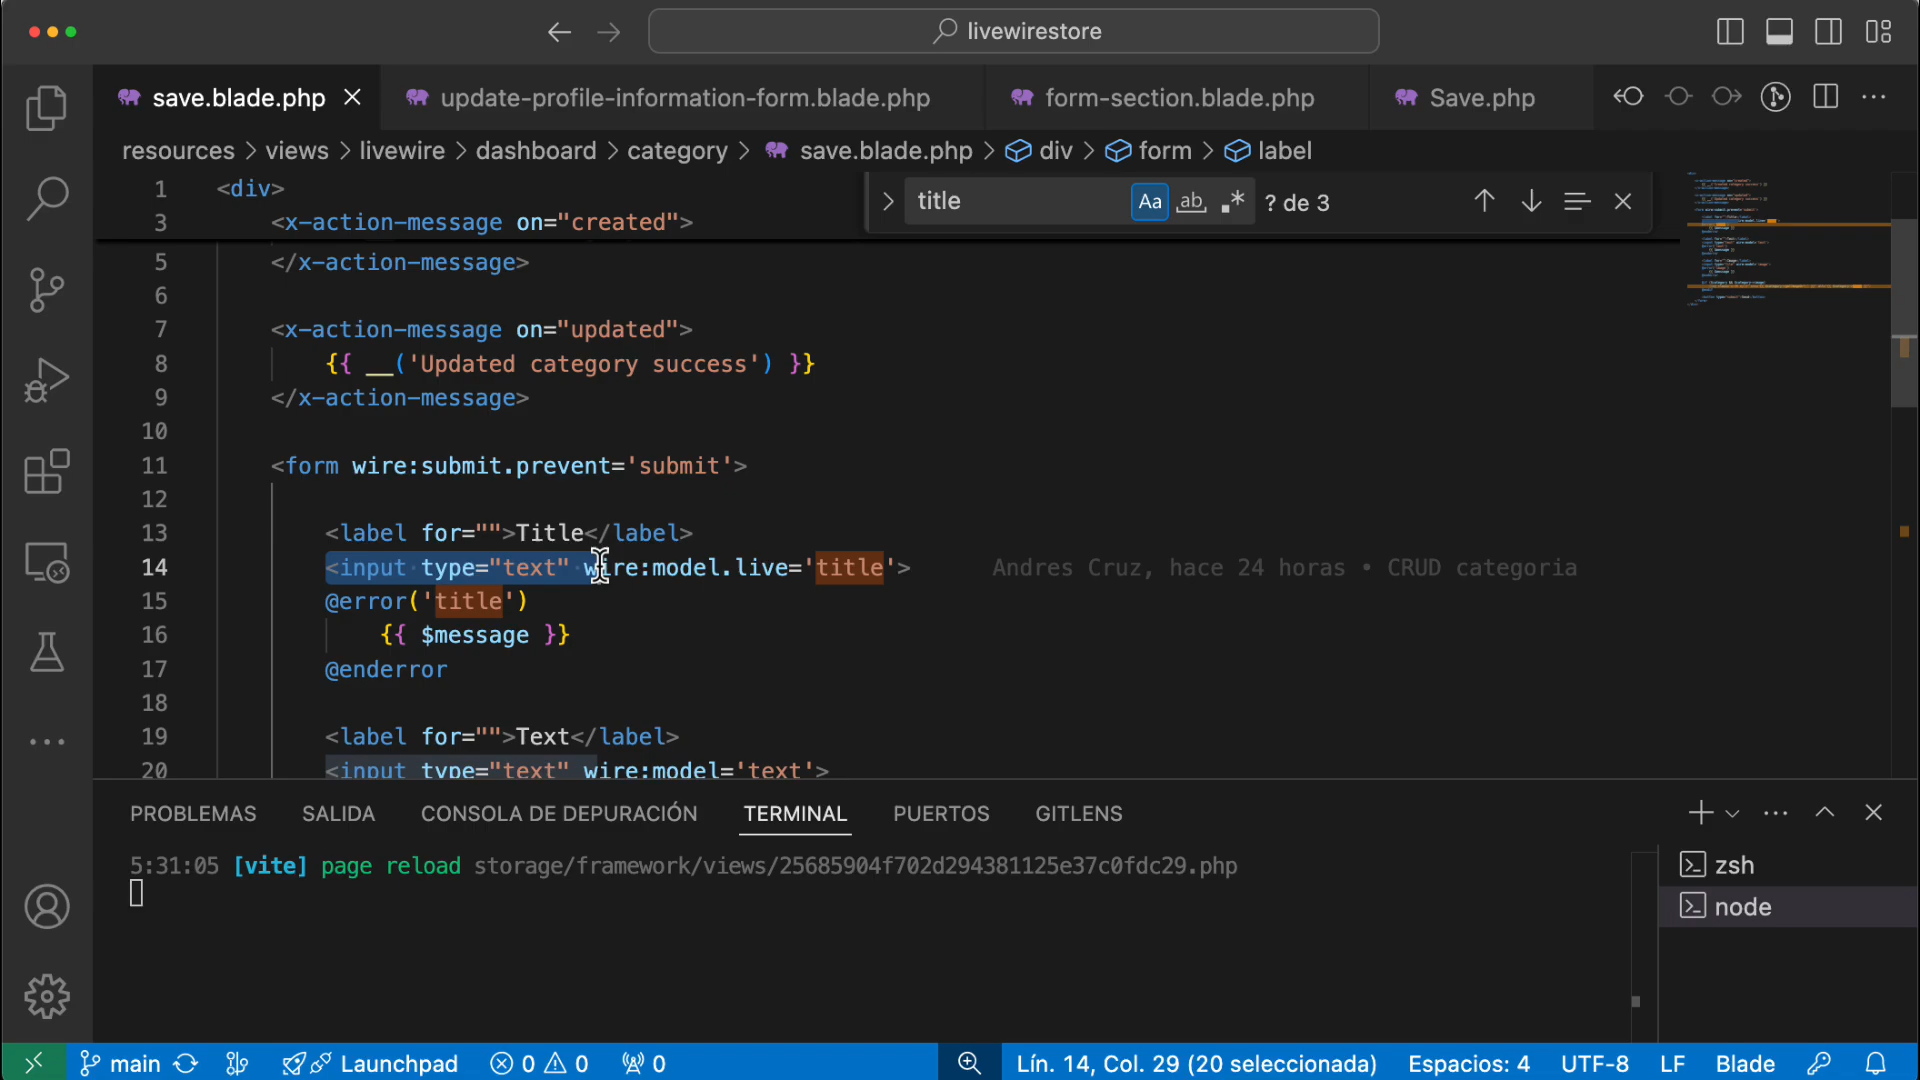 livewirestore
save.blade.php
update-profile-information-form.blade.php
form-section.blade.php
Save.php
resources > views > livewire > dashboard > category > save.blade.php > div > form > label
title
Aa
ab
.*
? de 3
1 <div>
3 <x-action-message on="created">
5 </x-action-message>
6
7 <x-action-message on="updated">
8 {{ __('Updated category success') }}
9 </x-action-message>
10
11 <form wire:submit.prevent='submit'>
12
13 <label for="">Title</label>
14 <input type="text" wire:model.live='title'> Andres Cruz, hace 24 horas • CRUD categoria
15 @error('title')
16 {{ $message }}
17 @enderror
18
19 <label for="">Text</label>
20 <input type="text" wire:model='text'>
PROBLEMAS SALIDA CONSOLA DE DEPURACIÓN TERMINAL PUERTOS GITLENS
5:31:05 [vite] page reload storage/framework/views/25685904f702d294381125e37c0fdc29.php
zsh
node
main Launchpad 0 0 0 Lín. 14, Col. 29 (20 seleccionada) Espacios: 4 UTF-8 LF Blade